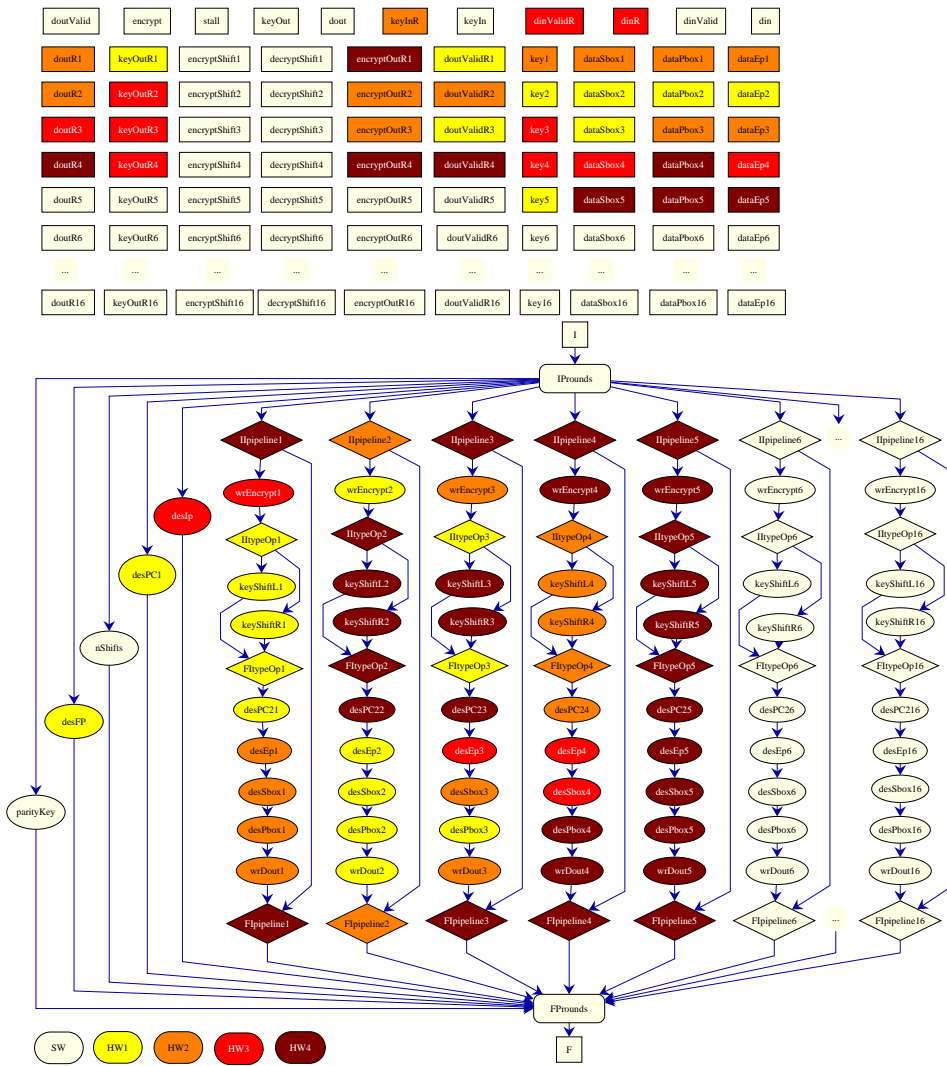 doutValid encrypt stall keyOut dout keyInR keyIn dinValidR dinR dinValid din
doutR1 keyOutR1 encryptShift1 decryptShift1 encryptOutR1 doutValidR1 key1 dataSbox1 dataPbox1 dataEp1
doutR2 keyOutR2 encryptShift2 decryptShift2 encryptOutR2 doutValidR2 key2 dataSbox2 dataPbox2 dataEp2
doutR3 keyOutR3 encryptShift3 decryptShift3 encryptOutR3 doutValidR3 key3 dataSbox3 dataPbox3 dataEp3
doutR4 keyOutR4 encryptShift4 decryptShift4 encryptOutR4 doutValidR4 key4 dataSbox4 dataPbox4 dataEp4
doutR5 keyOutR5 encryptShift5 decryptShift5 encryptOutR5 doutValidR5 key5 dataSbox5 dataPbox5 dataEp5
doutR6 keyOutR6 encryptShift6 decryptShift6 encryptOutR6 doutValidR6 key6 dataSbox6 dataPbox6 dataEp6
... ... ... ... ... ... ... ... ... ...
doutR16 keyOutR16 encryptShift16 decryptShift16 encryptOutR16 doutValidR16 key16 dataSbox16 dataPbox16 dataEp16
I
IProunds
IIpipeline1 IIpipeline2 IIpipeline3 IIpipeline4 IIpipeline5 IIpipeline6 ... IIpipeline16
wrEncrypt1 wrEncrypt2 wrEncrypt3 wrEncrypt4 wrEncrypt5 wrEncrypt6 wrEncrypt16
desIp
IItypeOp1 IItypeOp2 IItypeOp3 IItypeOp4 IItypeOp5 IItypeOp6 IItypeOp16
desPC1
keyShiftL1 keyShiftL2 keyShiftL3 keyShiftL4 keyShiftL5 keyShiftL6 keyShiftL16
keyShiftR1 keyShiftR2 keyShiftR3 keyShiftR4 keyShiftR5 keyShiftR6 keyShiftR16
nShifts
FItypeOp1 FItypeOp2 FItypeOp3 FItypeOp4 FItypeOp5 FItypeOp6 FItypeOp16
desPC21 desPC22 desPC23 desPC24 desPC25 desPC26 desPC216
desFP
desEp1 desEp2 desEp3 desEp4 desEp5 desEp6 desEp16
desSbox1 desSbox2 desSbox3 desSbox4 desSbox5 desSbox6 desSbox16
parityKey
desPbox1 desPbox2 desPbox3 desPbox4 desPbox5 desPbox6 desPbox16
wrDout1 wrDout2 wrDout3 wrDout4 wrDout5 wrDout6 wrDout16
FIpipeline1 FIpipeline2 FIpipeline3 FIpipeline4 FIpipeline5 FIpipeline6 ... FIpipeline16
FProunds
F
SW HW1 HW2 HW3 HW4